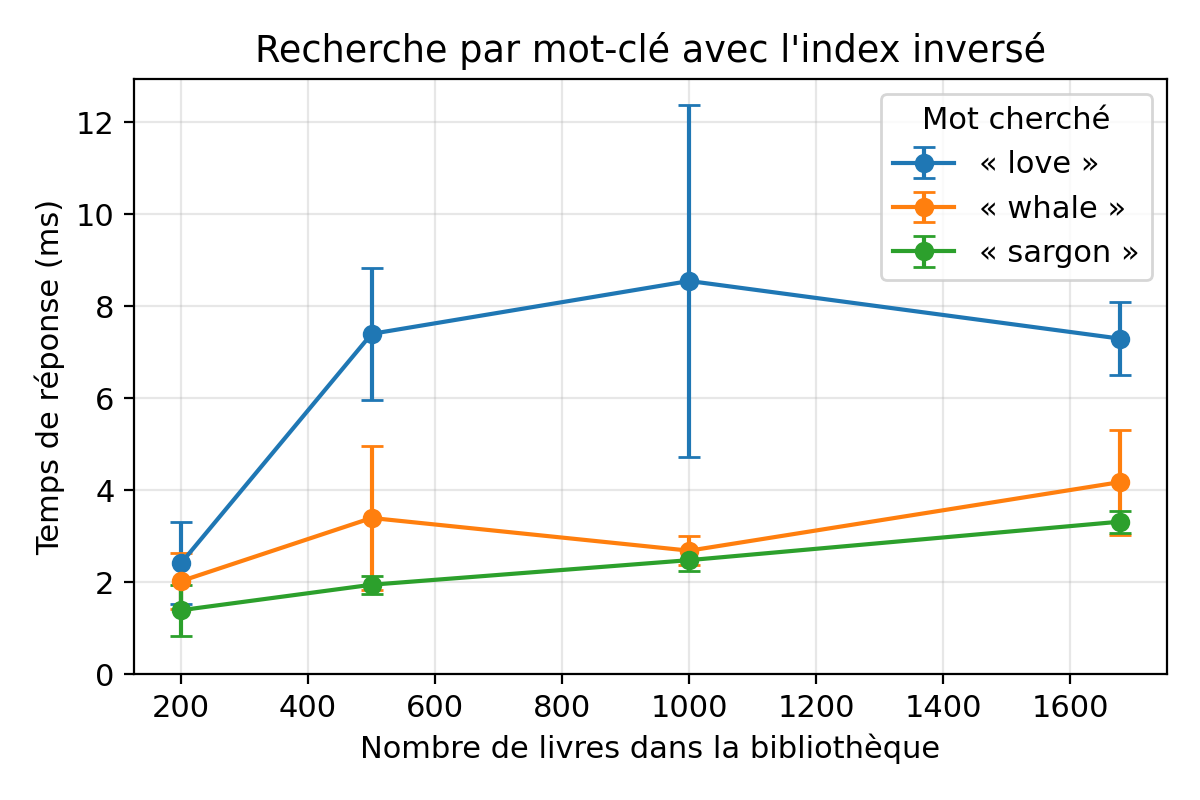 Recherche par mot-clé avec l'index inversé
Mot cherché
« love »
« whale »
« sargon »
Temps de réponse (ms)
12
10
8
6
4
2
0
200 400 600 800 1000 1200 1400 1600
Nombre de livres dans la bibliothèque